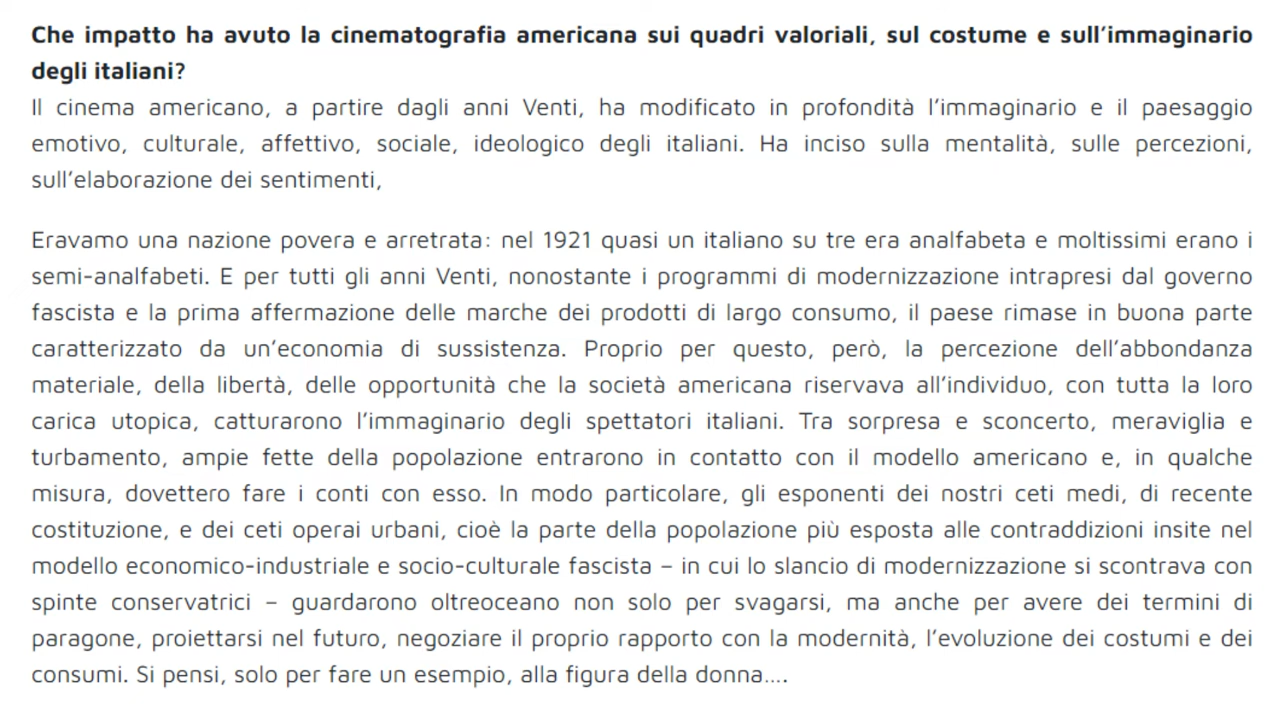 Che impatto ha avuto la cinematografia americana sui quadri valoriali, sul costume e sull'immaginario
degli italiani?
Il cinema americano, a partire dagli anni Venti, ha modificato in profondità l'immaginario e il paesaggio
emotivo, culturale, affettivo, sociale, ideologico degli italiani. Ha inciso sulla mentalità, sulle percezioni,
sull'elaborazione dei sentimenti,
Eravamo una nazione povera e arretrata: nel 1921 quasi un italiano su tre era analfabeta e moltissimi erano i
semi-analfabeti. E per tutti gli anni Venti, nonostante i programmi di modernizzazione intrapresi dal governo
fascista e la prima affermazione delle marche dei prodotti di largo consumo, il paese rimase in buona parte
caratterizzato da un'economia di sussistenza. Proprio per questo, però, la percezione dell'abbondanza
materiale, della libertà, delle opportunità che la società americana riservava all'individuo, con tutta la loro
carica utopica, catturarono l'immaginario degli spettatori italiani. Tra sorpresa e sconcerto, meraviglia e
turbamento, ampie fette della popolazione entrarono in contatto con il modello americano e, in qualche
misura, dovettero fare i conti con esso. In modo particolare, gli esponenti dei nostri ceti medi, di recente
costituzione, e dei ceti operai urbani, cioè la parte della popolazione più esposta alle contraddizioni insite nel
modello economico-industriale e socio-culturale fascista – in cui lo slancio di modernizzazione si scontrava con
spinte conservatrici – guardarono oltreoceano non solo per svagarsi, ma anche per avere dei termini di
paragone, proiettarsi nel futuro, negoziare il proprio rapporto con la modernità, l'evoluzione dei costumi e dei
consumi. Si pensi, solo per fare un esempio, alla figura della donna….